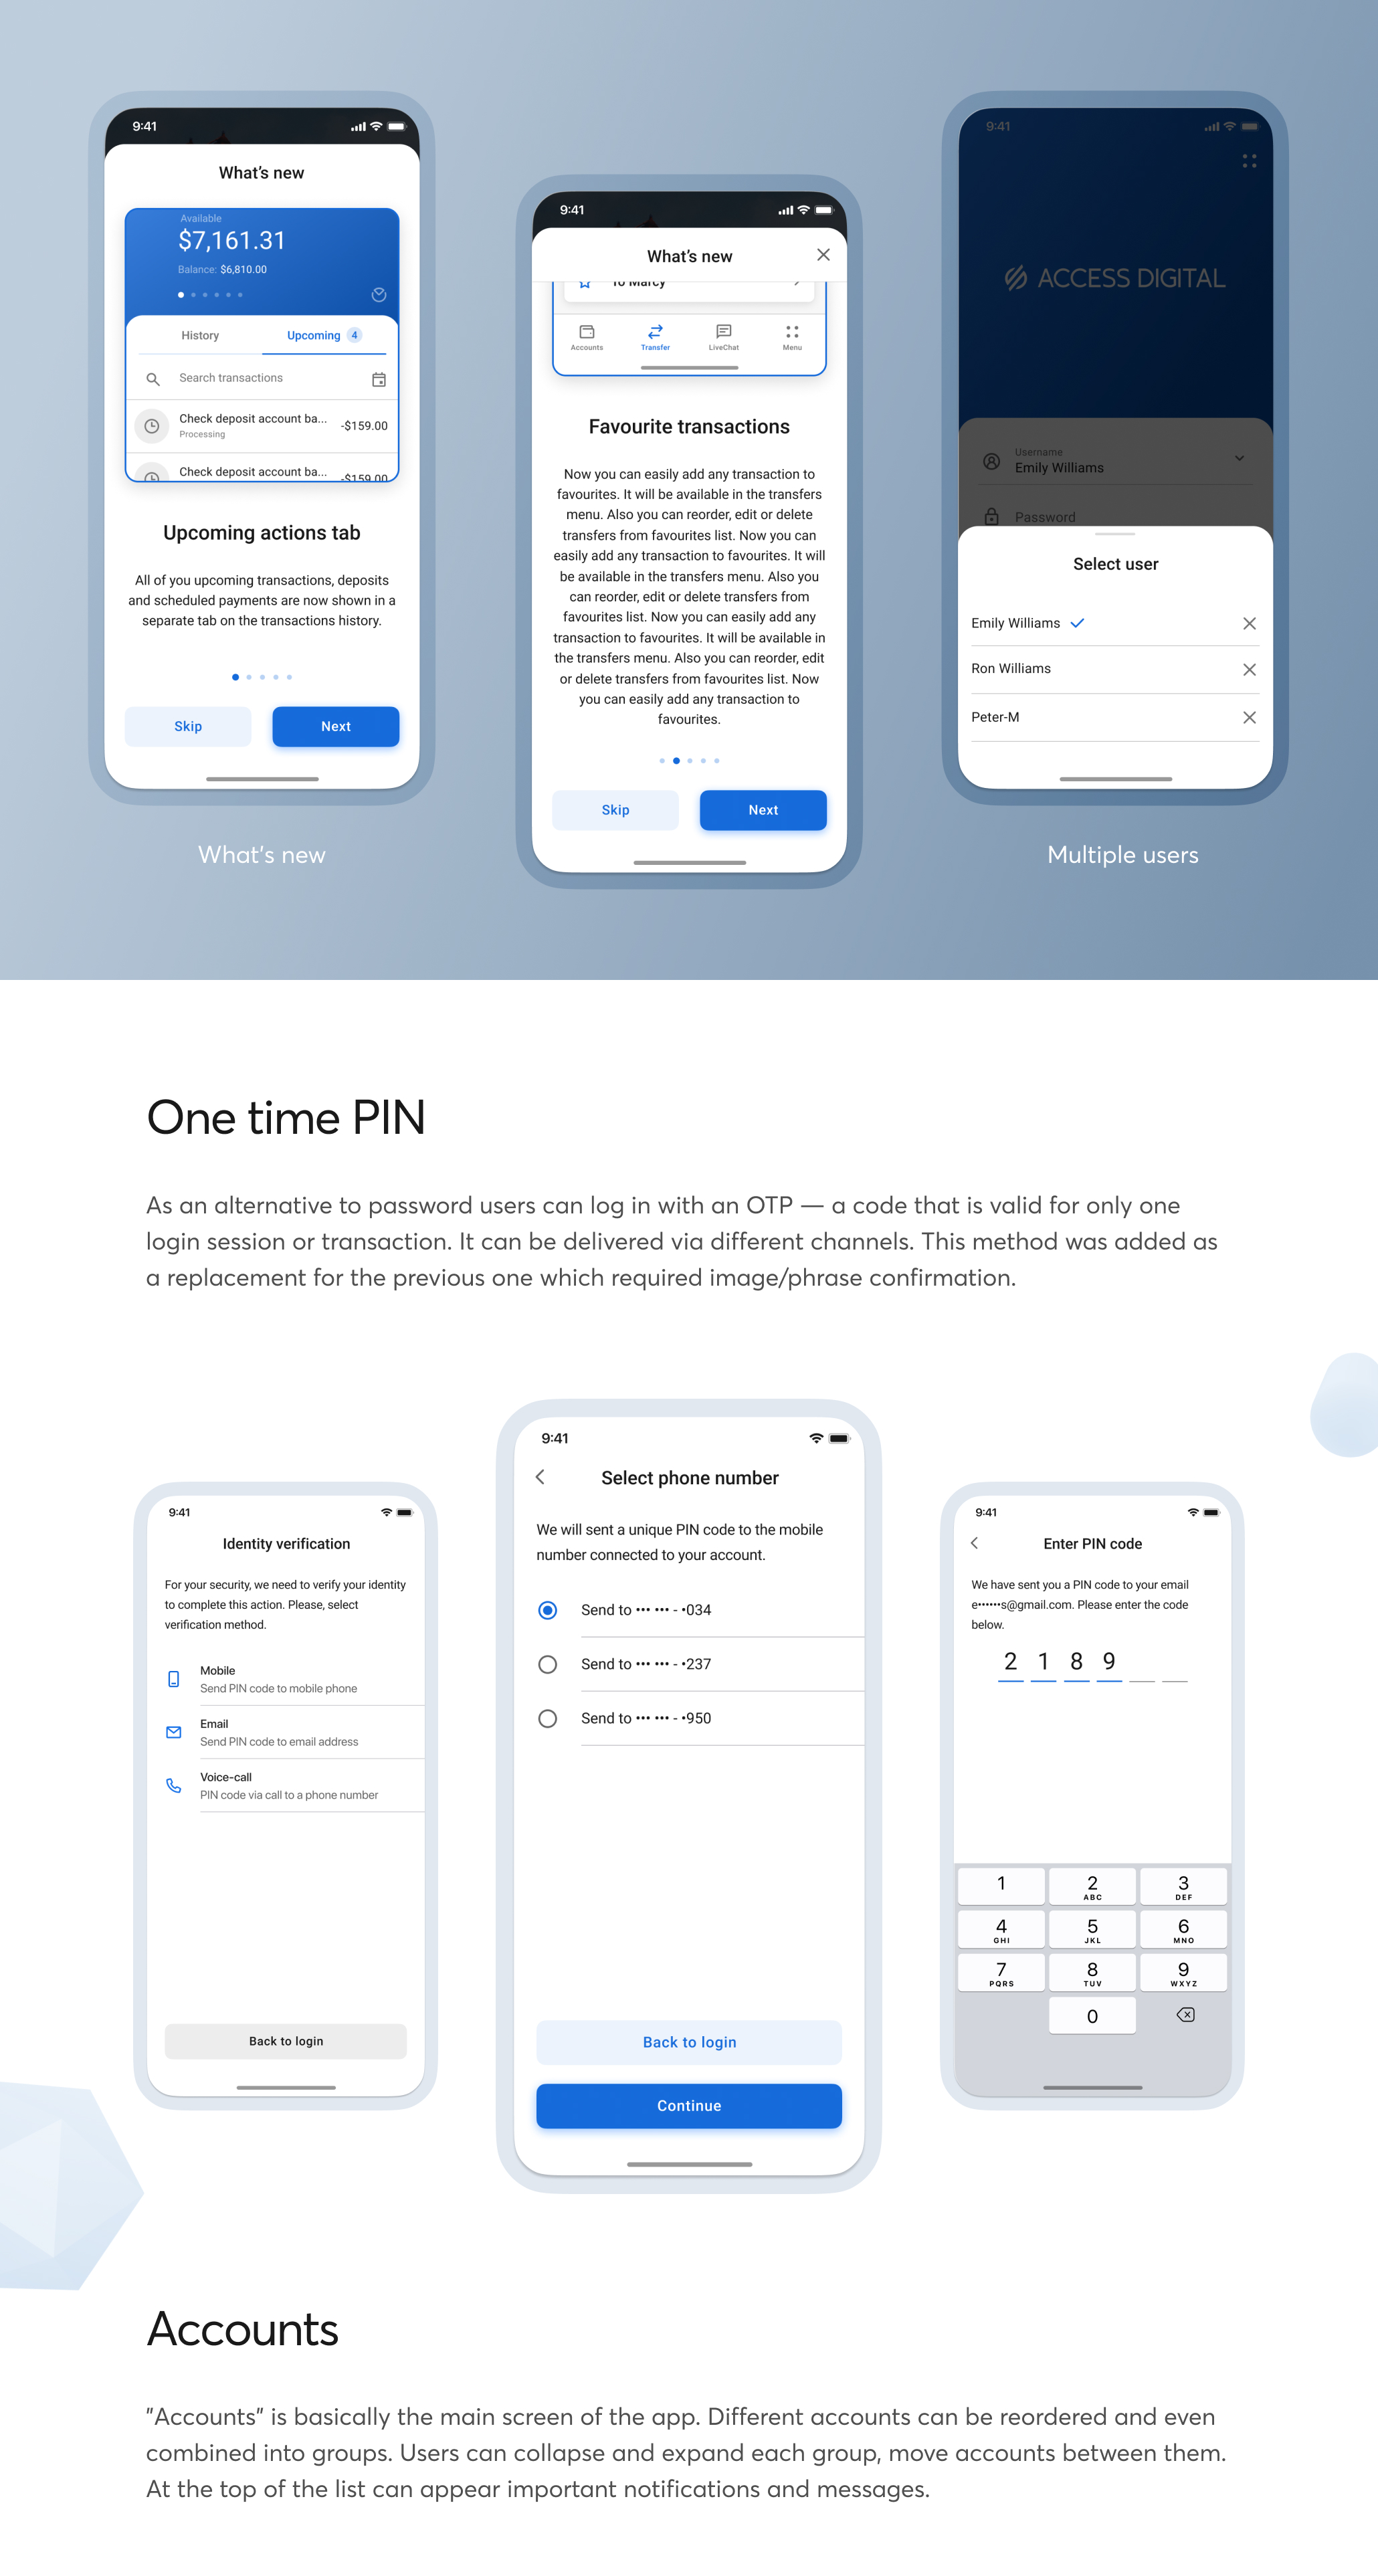 9:41
What's new
Available
$7,161.31
Balance: $6,810.00
History
Upcoming 4
Search transactions
Check deposit account ba... -$159.00
Processing
Check deposit account ba... -$159.00
Upcoming actions tab
All of you upcoming transactions, deposits
and scheduled payments are now shown in a
separate tab on the transactions history.
Skip
Next
What's new
9:41
What's new
To Marcy
Accounts
Transfer
LiveChat
Menu
Favourite transactions
Now you can easily add any transaction to
favourites. It will be available in the transfers
menu. Also you can reorder, edit or delete
transfers from favourites list. Now you can
easily add any transaction to favourites. It will
be available in the transfers menu. Also you
can reorder, edit or delete transfers from
favourites list. Now you can easily add any
transaction to favourites. It will be available in
the transfers menu. Also you can reorder, edit
or delete transfers from favourites list. Now
you can easily add any transaction to
favourites.
Skip
Next
9:41
ACCESS DIGITAL
Username
Emily Williams
Password
Select user
Emily Williams
Ron Williams
Peter-M
Multiple users
One time PIN
As an alternative to password users can log in with an OTP — a code that is valid for only one
login session or transaction. It can be delivered via different channels. This method was added as
a replacement for the previous one which required image/phrase confirmation.
9:41
Identity verification
For your security, we need to verify your identity
to complete this action. Please, select
verification method.
Mobile
Send PIN code to mobile phone
Email
Send PIN code to email address
Voice-call
PIN code via call to a phone number
Back to login
9:41
Select phone number
We will sent a unique PIN code to the mobile
number connected to your account.
Send to ••• ••• - •034
Send to ••• ••• - •237
Send to ••• ••• - •950
Back to login
Continue
9:41
Enter PIN code
We have sent you a PIN code to your email
e••••••s@gmail.com. Please enter the code
below.
2 1 8 9
1 2 3
ABC DEF
4 5 6
GHI JKL MNO
7 8 9
PQRS TUV WXYZ
0
Accounts
"Accounts" is basically the main screen of the app. Different accounts can be reordered and even
combined into groups. Users can collapse and expand each group, move accounts between them.
At the top of the list can appear important notifications and messages.